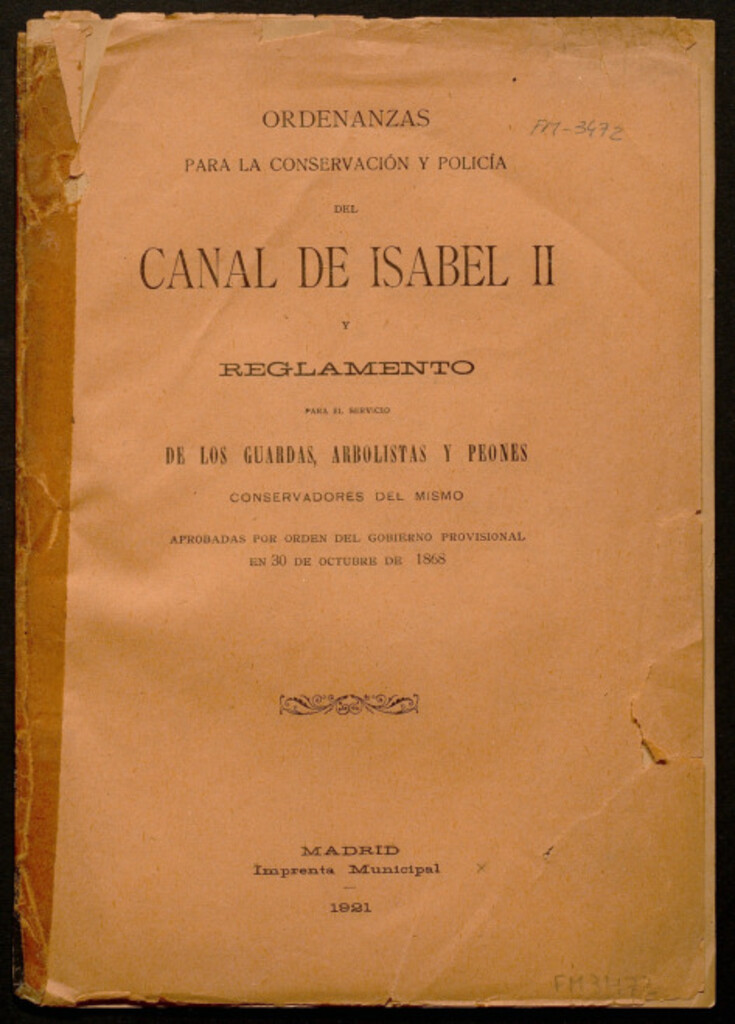 ORDENANZAS
FM-3472
PARA LA CONSERVACIÓN Y POLICÍA
DEL
CANAL DE ISABEL II
Y
REGLAMENTO
PARA EL SERVICIO
DE LOS GUARDAS, ARBOLISTAS Y PEONES
CONSERVADORES DEL MISMO
APROBADAS POR ORDEN DEL GOBIERNO PROVISIONAL
EN 30 DE OCTUBRE DE 1868
MADRID
Imprenta Municipal
1921
FM3472